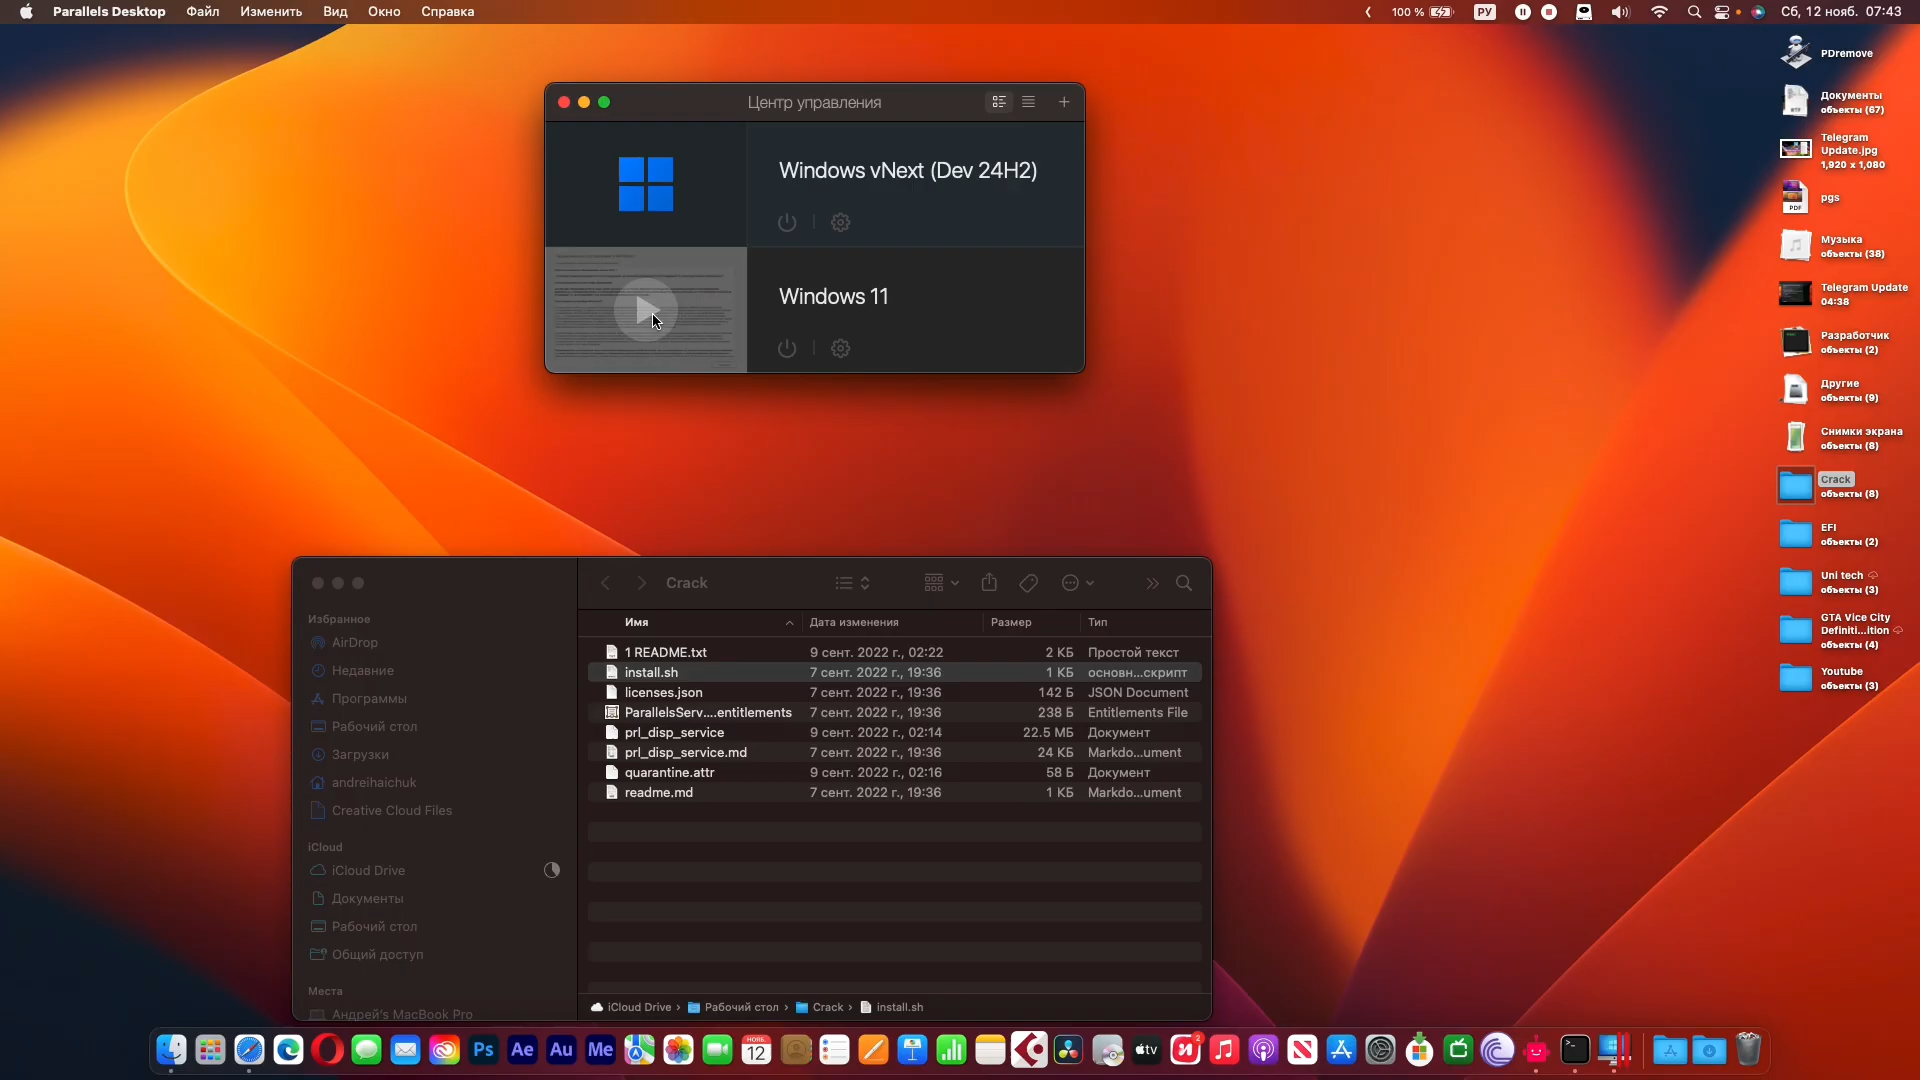 Parallels Desktop Файл Изменить Вид Окно Справка
100 % РУ Сб, 12 нояб. 07:43
Центр управления
Windows vNext (Dev 24H2)
Windows 11
PDremove
Документы
объекты (67)
Telegram
Update.jpg
1,920 x 1,080
PDF
pgs
Музыка
объекты (38)
Telegram Update
04:38
Разработчик
объекты (2)
Другие
объекты (9)
Снимки экрана
объекты (8)
Crack
объекты (8)
EFI
объекты (2)
Uni tech
объекты (3)
GTA Vice City
Definiti...ition
объекты (4)
Youtube
объекты (3)
Избранное
AirDrop
Недавние
Программы
Рабочий стол
Загрузки
andreihaichuk
Creative Cloud Files
iCloud
iCloud Drive
Документы
Рабочий стол
Общий доступ
Места
Андрей's MacBook Pro
Crack
Имя Дата изменения Размер Тип
1 README.txt 9 сент. 2022 г., 02:22 2 КБ Простой текст
install.sh 7 сент. 2022 г., 19:36 1 КБ основн...скрипт
licenses.json 7 сент. 2022 г., 19:36 142 Б JSON Document
ParallelsServ....entitlements 7 сент. 2022 г., 19:36 238 Б Entitlements File
prl_disp_service 9 сент. 2022 г., 02:14 22.5 МБ Документ
prl_disp_service.md 7 сент. 2022 г., 19:36 24 КБ Markdo...ument
quarantine.attr 9 сент. 2022 г., 02:16 58 Б Документ
readme.md 7 сент. 2022 г., 19:36 1 КБ Markdo...ument
iCloud Drive › Рабочий стол › Crack › install.sh
Ps Ae Au Me
НОЯБ.
12
tv
2